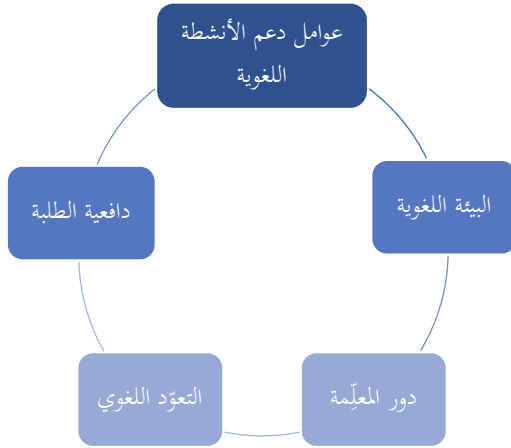 عوامل دعم الأنشطة
اللغوية
البيئة اللغوية
دافعية الطلبة
دور المعلِّمة
التعوّد اللغوي